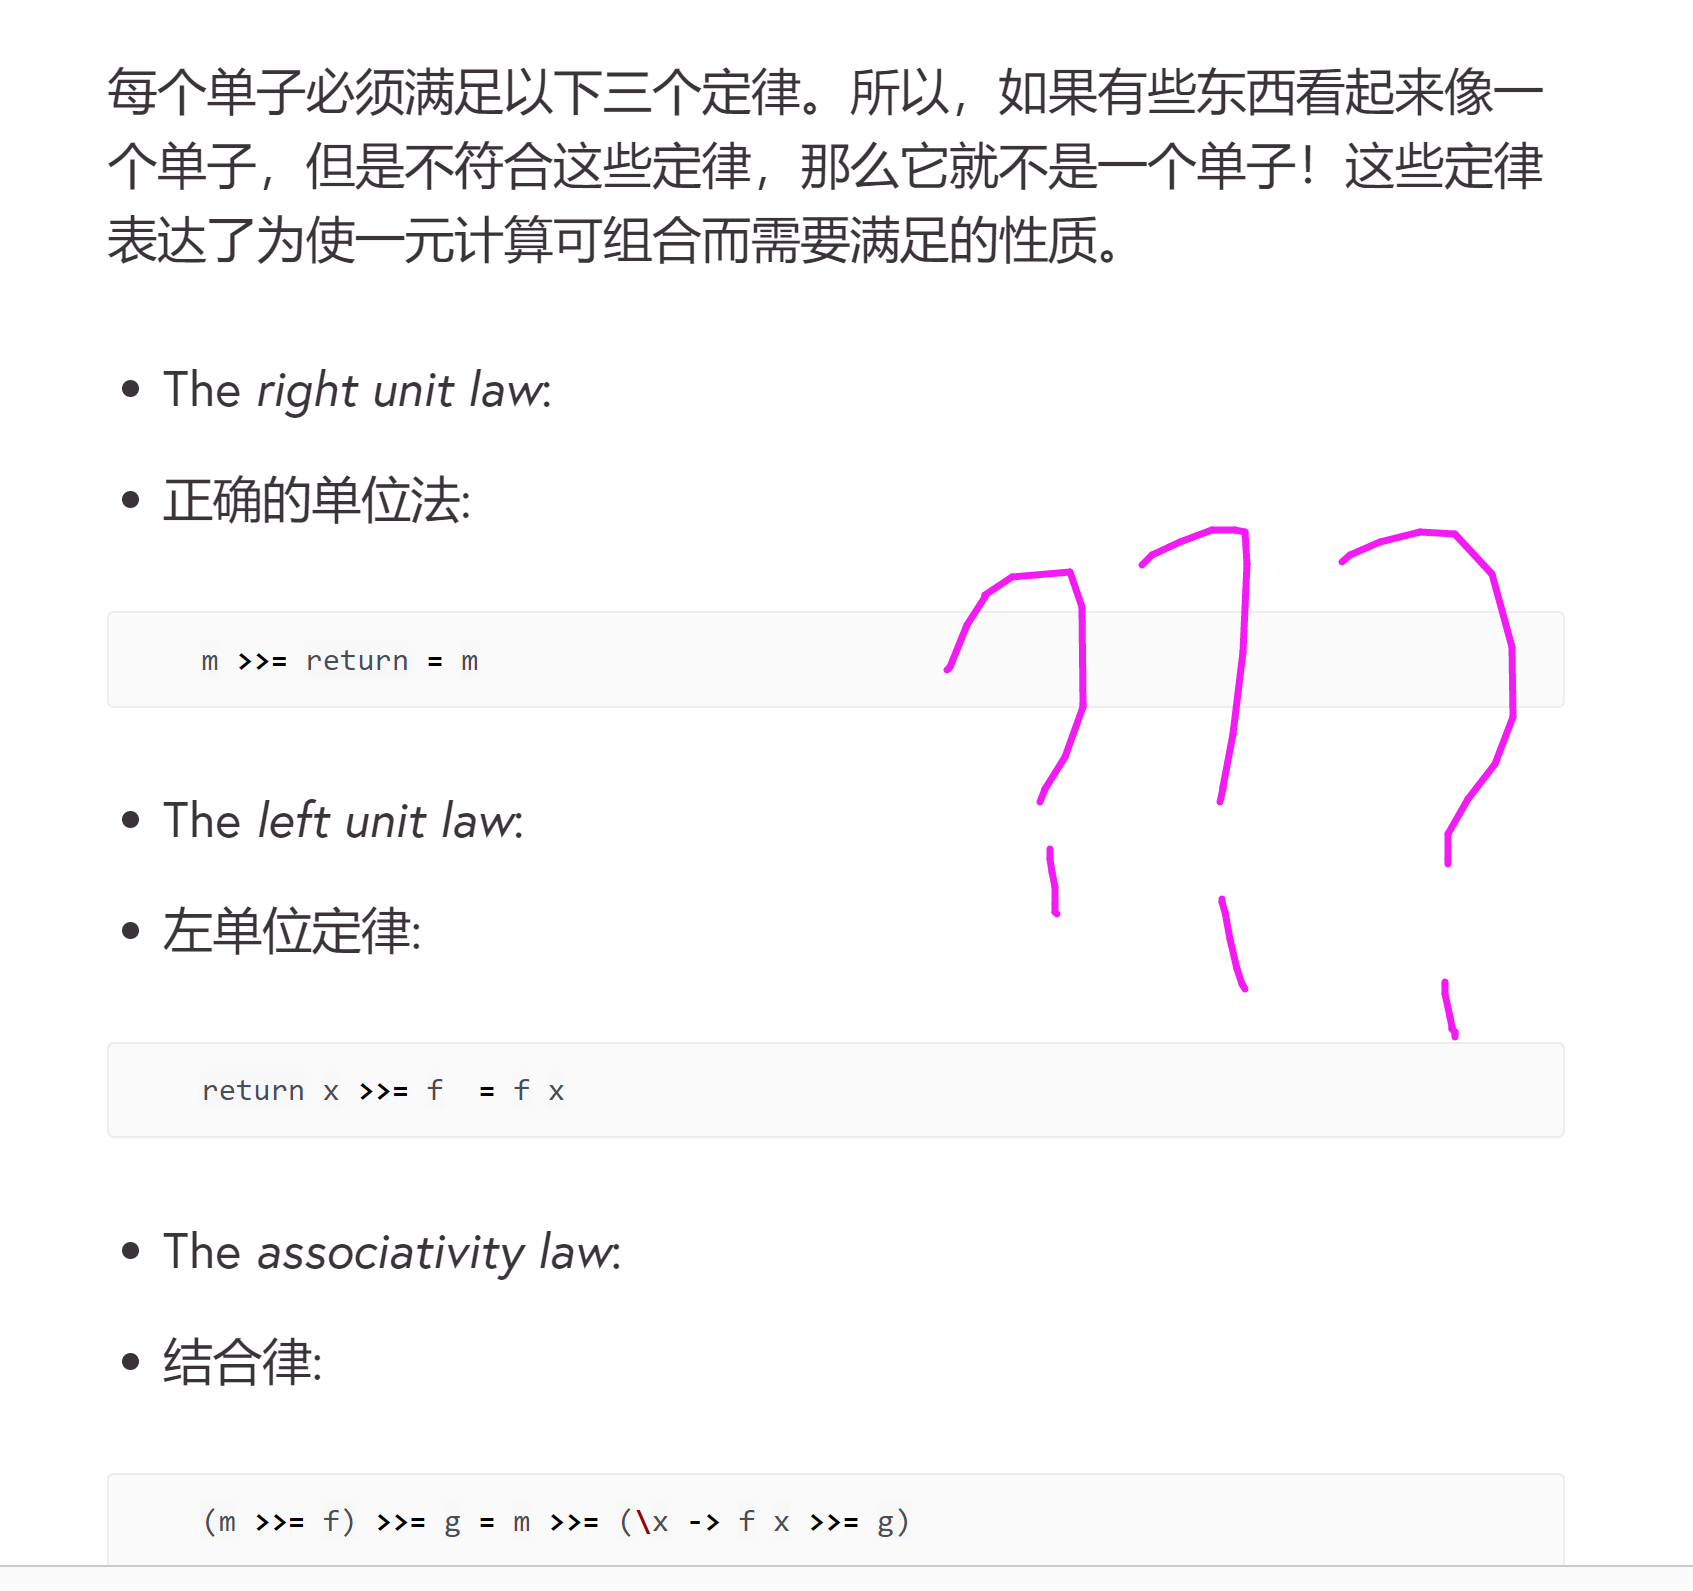 每个单子必须满足以下三个定律。所以，如果有些东西看起来像一
个单子，但是不符合这些定律，那么它就不是一个单子！这些定律
表达了为使一元计算可组合而需要满足的性质。
The right unit law:
正确的单位法:
m >>= return = m
The left unit law:
左单位定律:
return x >>= f  = f x
The associativity law:
结合律:
(m >>= f) >>= g = m >>= (\x -> f x >>= g)
???